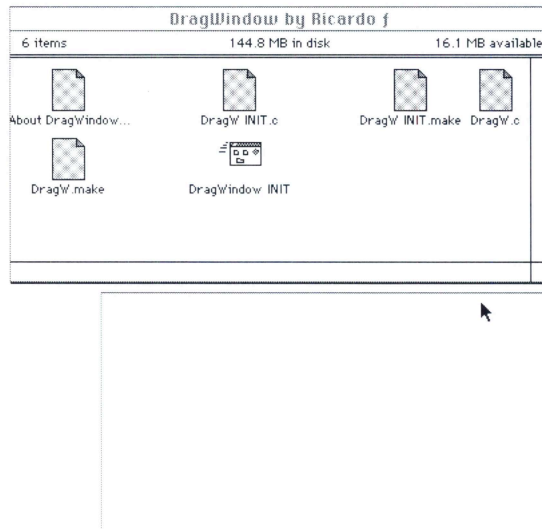 DragWindow by Ricardo ƒ
6 items 144.8 MB in disk 16.1 MB available
About DragWindow... DragW INIT.c DragW INIT.make DragW.c
DragW.make DragWindow INIT